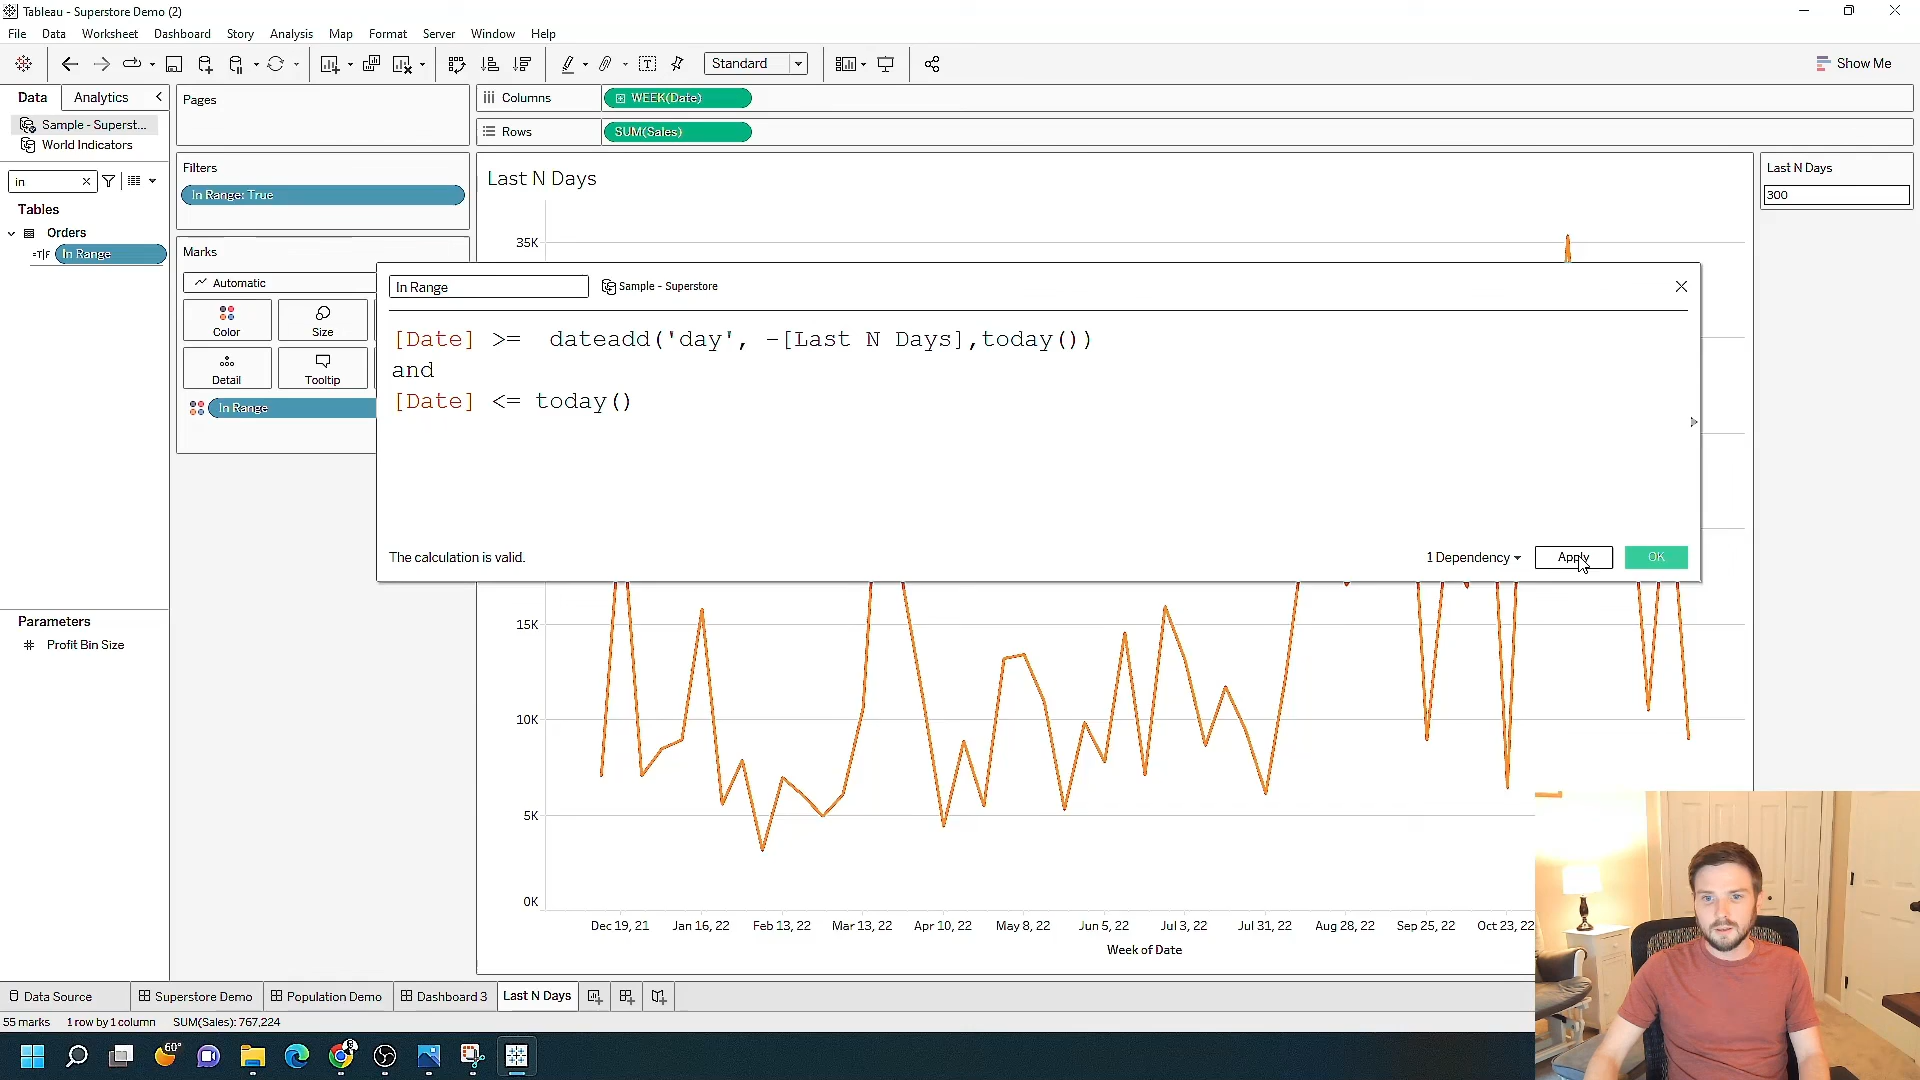 Tableau - Superstore Demo (2)
File Data Worksheet Dashboard Story Analysis Map Format Server Window Help
Standard
Show Me
Data Analytics
Sample - Superst...
World Indicators
in
Tables
Orders
=T|F In Range
Parameters
# Profit Bin Size
Pages
Filters
In Range: True
Marks
Automatic
Color Size
Detail Tooltip
In Range
Columns WEEK(Date)
Rows SUM(Sales)
Last N Days
35K
15K
10K
5K
0K
Dec 19, 21 Jan 16, 22 Feb 13, 22 Mar 13, 22 Apr 10, 22 May 8, 22 Jun 5, 22 Jul 3, 22 Jul 31, 22 Aug 28, 22 Sep 25, 22 Oct 23, 22
Week of Date
In Range Sample - Superstore
[Date] >= dateadd('day', -[Last N Days],today())
and
[Date] <= today()
The calculation is valid.
1 Dependency Apply OK
Last N Days
300
Data Source Superstore Demo Population Demo Dashboard 3 Last N Days
55 marks 1 row by 1 column SUM(Sales): 767,224
60°